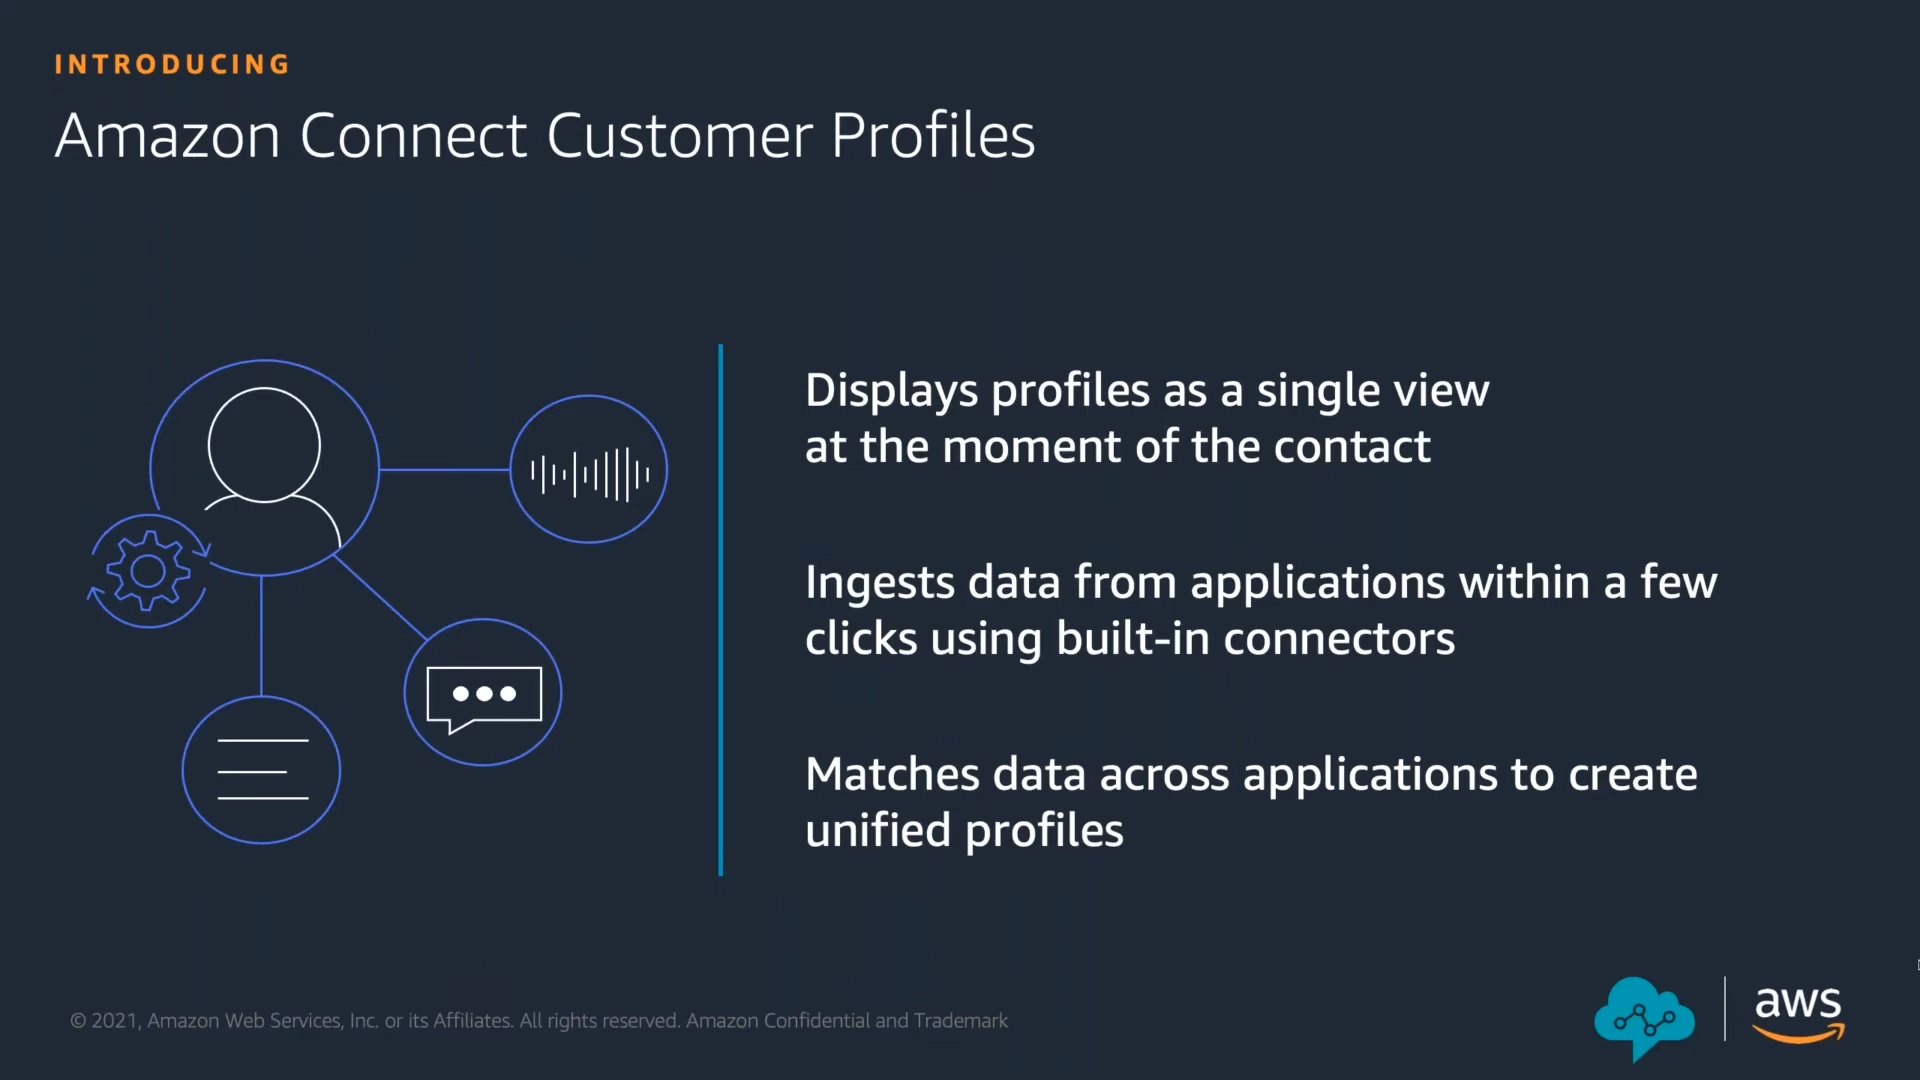 INTRODUCING
Amazon Connect Customer Profiles
Displays profiles as a single view
at the moment of the contact
Ingests data from applications within a few
clicks using built-in connectors
Matches data across applications to create
unified profiles
© 2021, Amazon Web Services, Inc. or its Affiliates. All rights reserved. Amazon Confidential and Trademark
aws